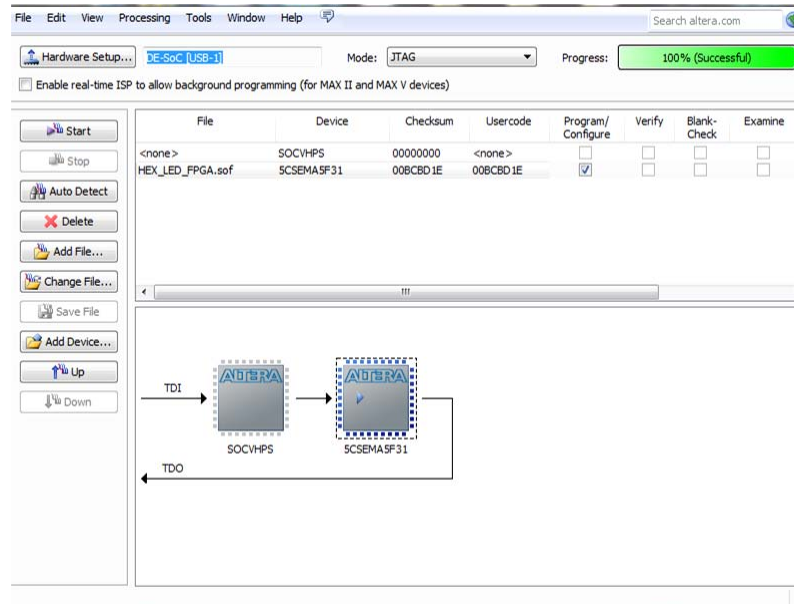 File Edit View Processing Tools Window Help
Search altera.com
Hardware Setup... DE-SoC [USB-1] Mode: JTAG Progress: 100% (Successful)
Enable real-time ISP to allow background programming (for MAX II and MAX V devices)
Start
Stop
Auto Detect
Delete
Add File...
Change File...
Save File
Add Device...
Up
Down
File Device Checksum Usercode Program/ Configure Verify Blank- Check Examine
<none> SOCVHPS 00000000 <none>
HEX_LED_FPGA.sof 5CSEMA5F31 00BCBD1E 00BCBD1E
TDI
ALTERA ALTERA
SOCVHPS 5CSEMA5F31
TDO